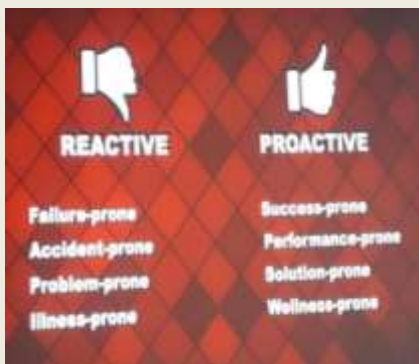 REACTIVE
Failure-prone
Accident-prone
Problem-prone
Illness-prone
PROACTIVE
Success-prone
Performance-prone
Solution-prone
Wellness-prone